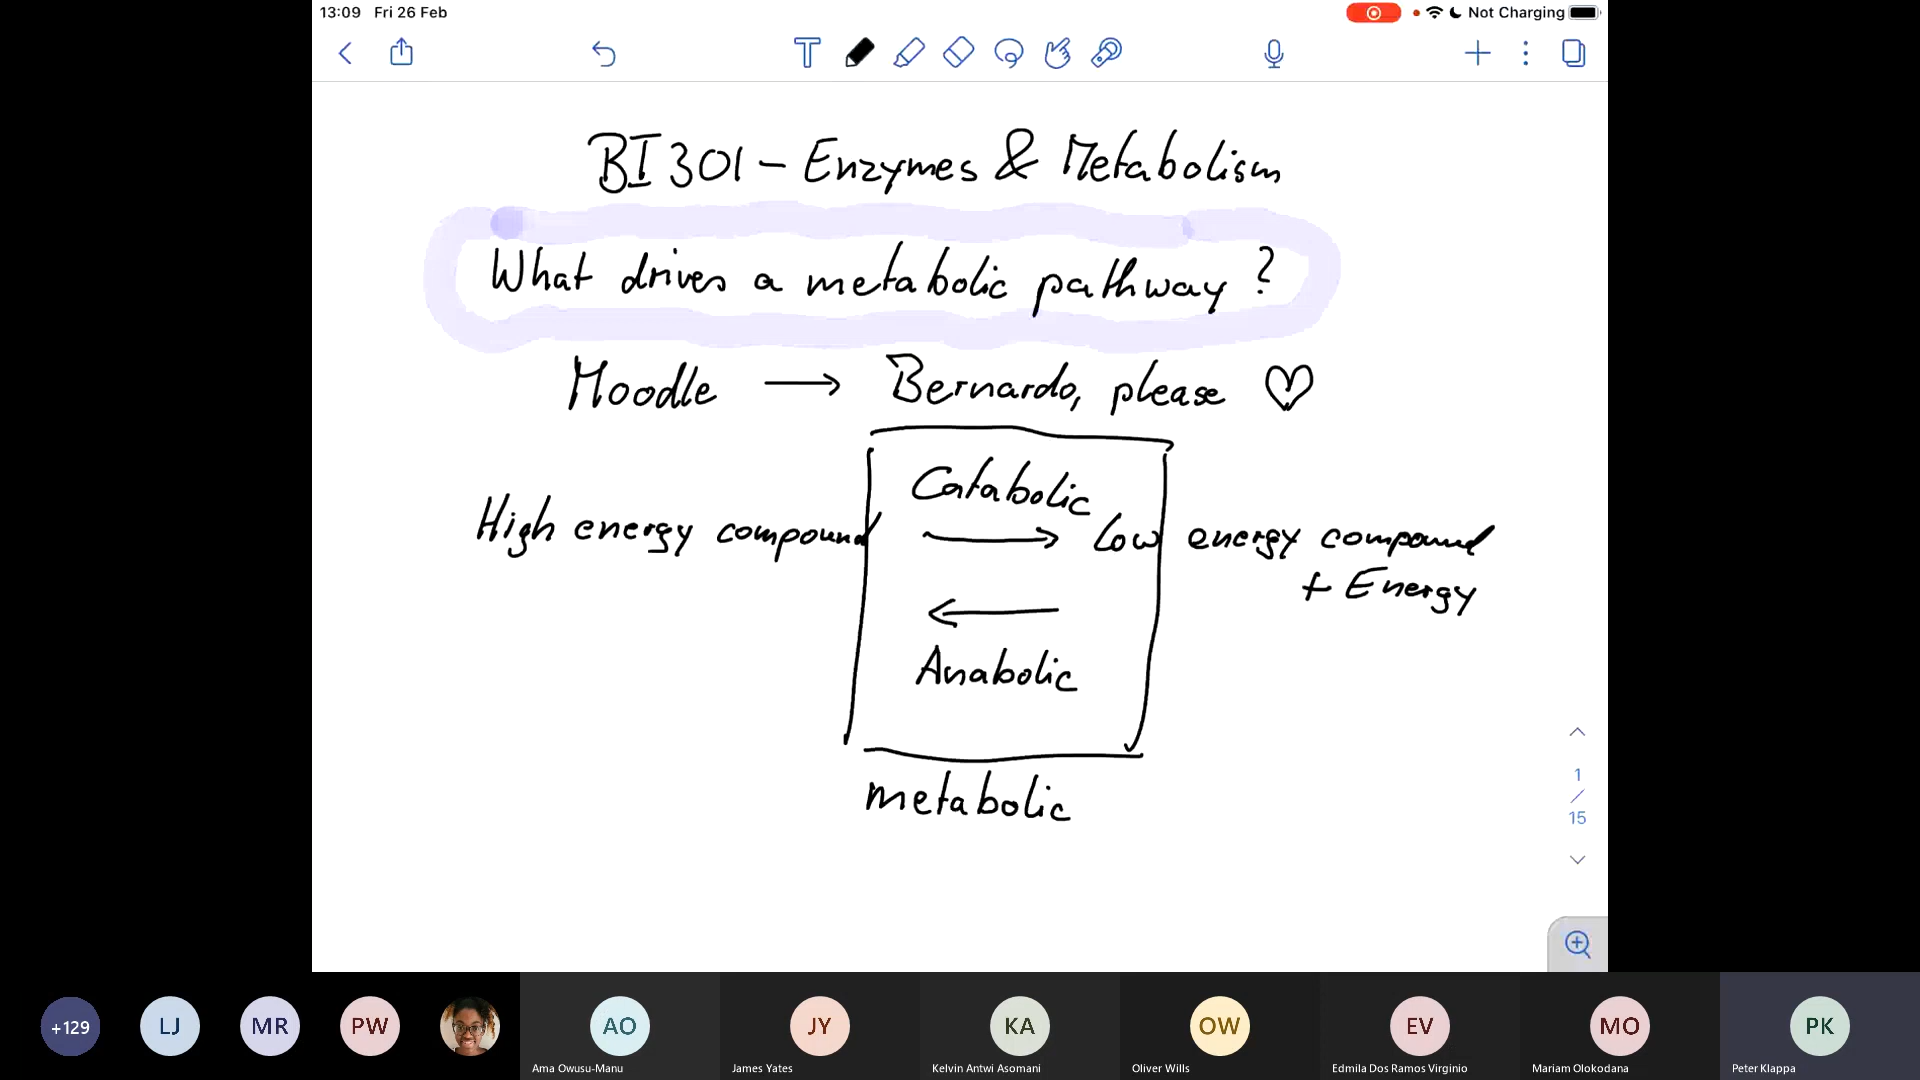 13:09 Fri 26 Feb
Not Charging
BI301 – Enzymes & Metabolism
What drives a metabolic pathway ?
Moodle → Bernardo, please ♡
Catabolic
High energy compound → Low energy compound
+ Energy
←
Anabolic
metabolic
1
/
15
+129
LJ
MR
PW
AO
JY
KA
OW
EV
MO
PK
Ama Owusu-Manu
James Yates
Kelvin Antwi Asomani
Oliver Wills
Edmila Dos Ramos Virginio
Mariam Olokodana
Peter Klappa